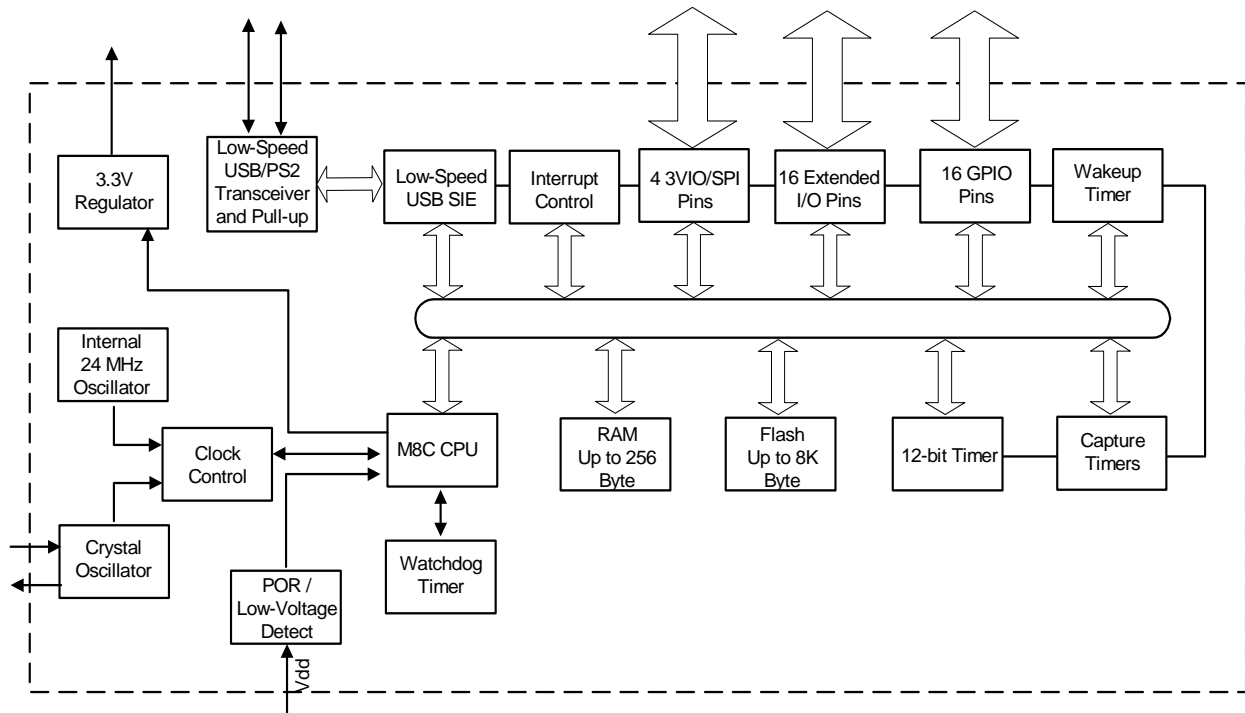 3.3V
Regulator
Low-Speed
USB/PS2
Transceiver
and Pull-up
Low-Speed
USB SIE
Interrupt
Control
4 3VIO/SPI
Pins
16 Extended
I/O Pins
16 GPIO
Pins
Wakeup
Timer
Internal
24 MHz
Oscillator
Clock
Control
Crystal
Oscillator
POR /
Low-Voltage
Detect
Vdd
M8C CPU
Watchdog
Timer
RAM
Up to 256
Byte
Flash
Up to 8K
Byte
12-bit Timer
Capture
Timers